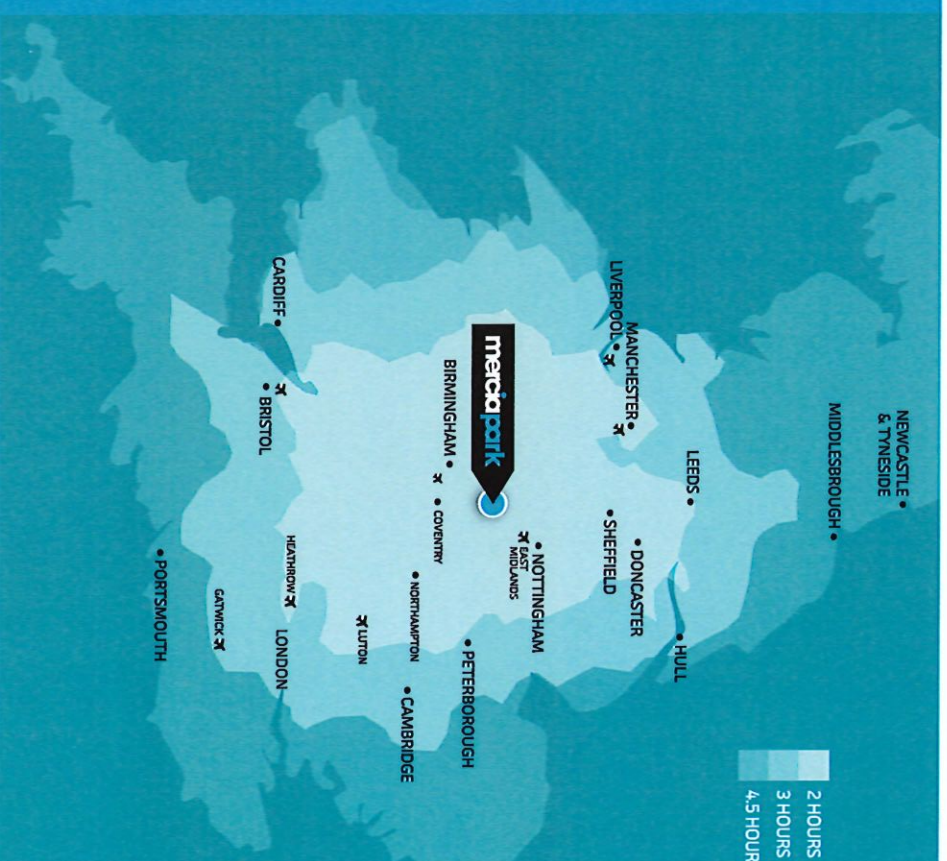 NEWCASTLE
& TYNESIDE
MIDDLESBROUGH
LEEDS
HULL
MANCHESTER
LIVERPOOL
DONCASTER
SHEFFIELD
NOTTINGHAM
EAST
MIDLANDS
merciapark
PETERBOROUGH
BIRMINGHAM
COVENTRY
NORTHAMPTON
CAMBRIDGE
LUTON
CARDIFF
BRISTOL
HEATHROW
LONDON
GATWICK
PORTSMOUTH
2 HOURS
3 HOURS
4.5 HOUR